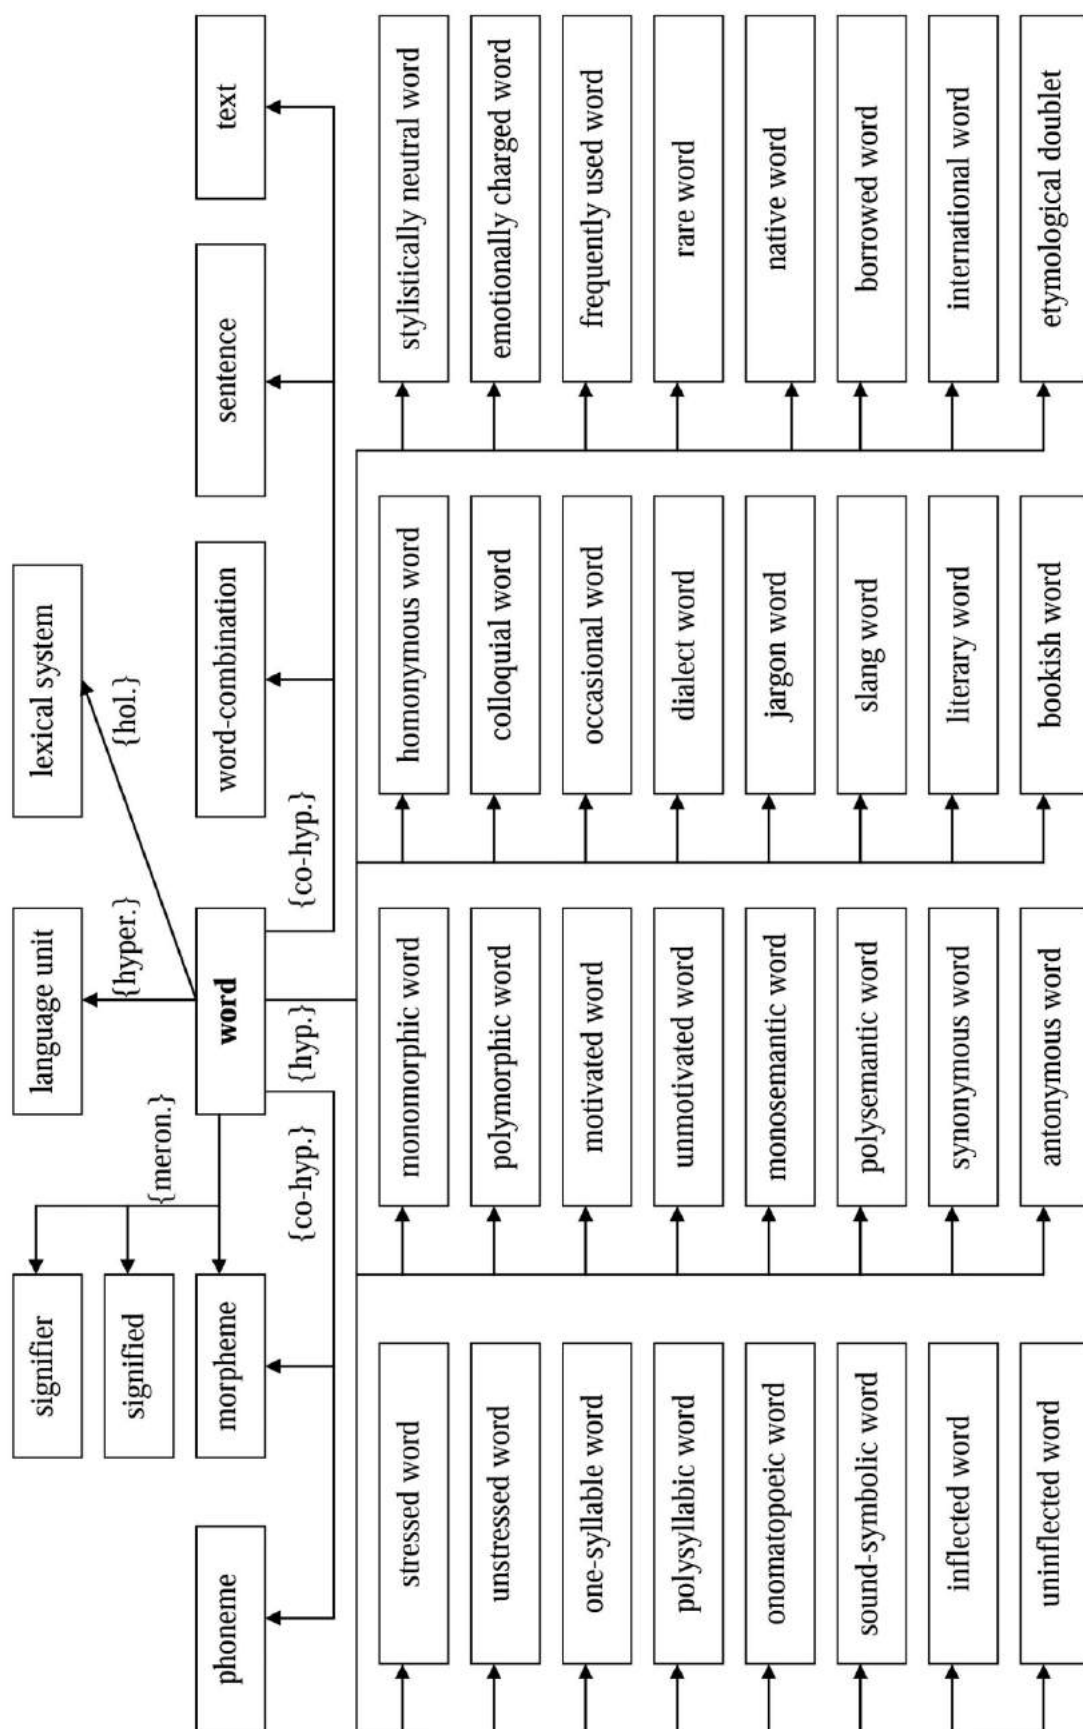 signifier
language unit
lexical system
{hyper.}
{hol.}
signified
{meron.}
phoneme
morpheme
word
word-combination
sentence
text
{co-hyp.}
{hyp.}
{co-hyp.}
stressed word
monomorphic word
homonymous word
stylistically neutral word
unstressed word
polymorphic word
colloquial word
emotionally charged word
one-syllable word
motivated word
occasional word
frequently used word
polysyllabic word
unmotivated word
dialect word
rare word
onomatopoeic word
monosemantic word
jargon word
native word
sound-symbolic word
polysemantic word
slang word
borrowed word
inflected word
synonymous word
literary word
international word
uninflected word
antonymous word
bookish word
etymological doublet